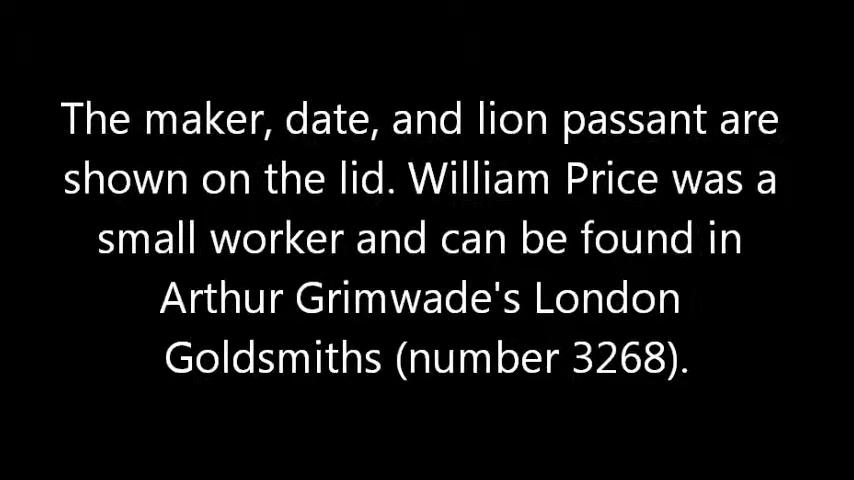 The maker, date, and lion passant are
shown on the lid. William Price was a
small worker and can be found in
Arthur Grimwade's London
Goldsmiths (number 3268).